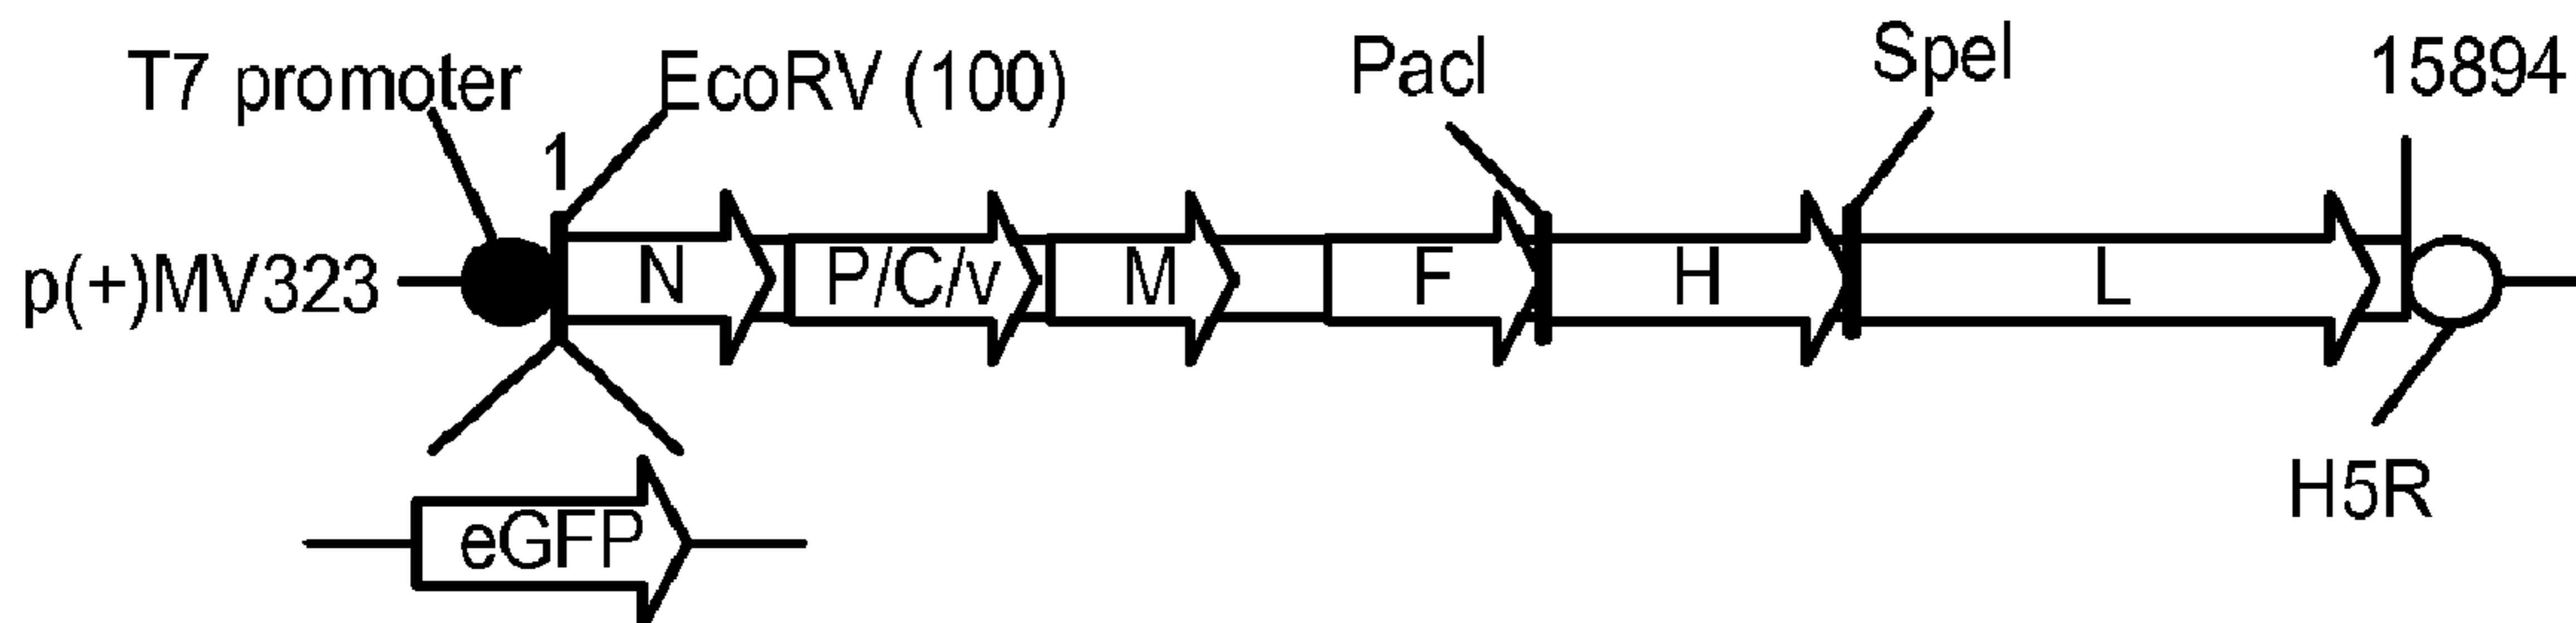 T7 promoter
EcoRV (100)
PacI
SpeI
15894
1
p(+)MV323
N
P/C/v
M
F
H
L
H5R
eGFP